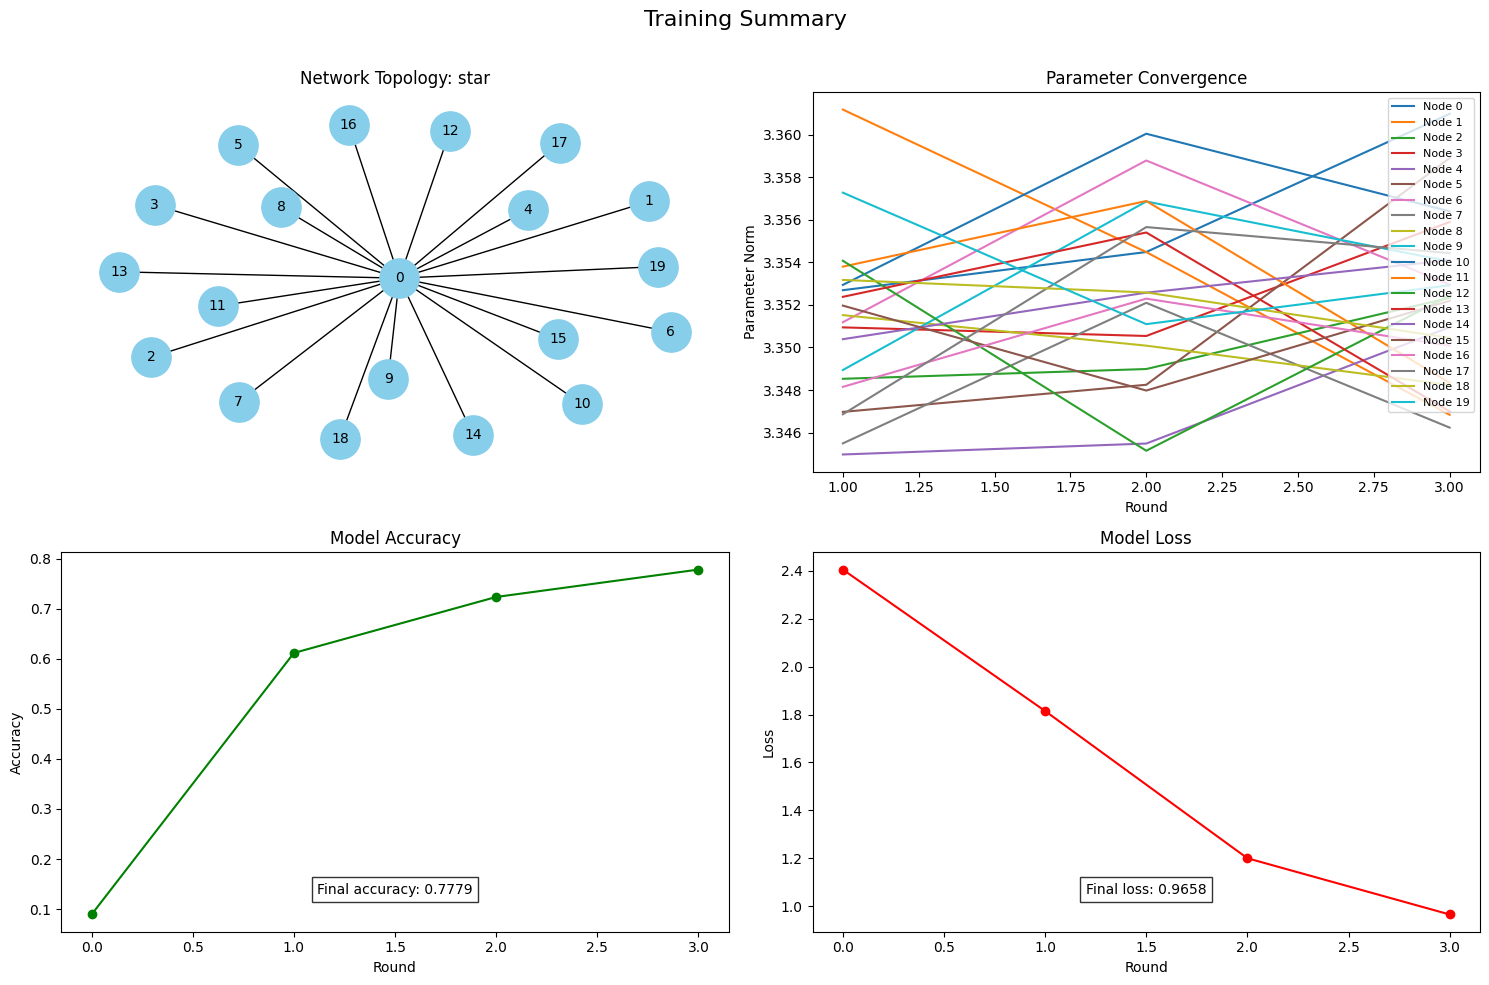 Training Summary
Network Topology: star
16
12
5
17
1
3
8
4
19
13
0
11
6
2
15
9
7
10
14
18
Parameter Convergence
Parameter Norm
3.360
3.358
3.356
3.354
3.352
3.350
3.348
3.346
Node 0
Node 1
Node 2
Node 3
Node 4
Node 5
Node 6
Node 7
Node 8
Node 9
Node 10
Node 11
Node 12
Node 13
Node 14
Node 15
Node 16
Node 17
Node 18
Node 19
1.00 1.25 1.50 1.75 2.00 2.25 2.50 2.75 3.00
Round
Model Accuracy
Accuracy
0.8
0.7
0.6
0.5
0.4
0.3
0.2
0.1
Final accuracy: 0.7779
0.0 0.5 1.0 1.5 2.0 2.5 3.0
Round
Model Loss
Loss
2.4
2.2
2.0
1.8
1.6
1.4
1.2
1.0
Final loss: 0.9658
0.0 0.5 1.0 1.5 2.0 2.5 3.0
Round